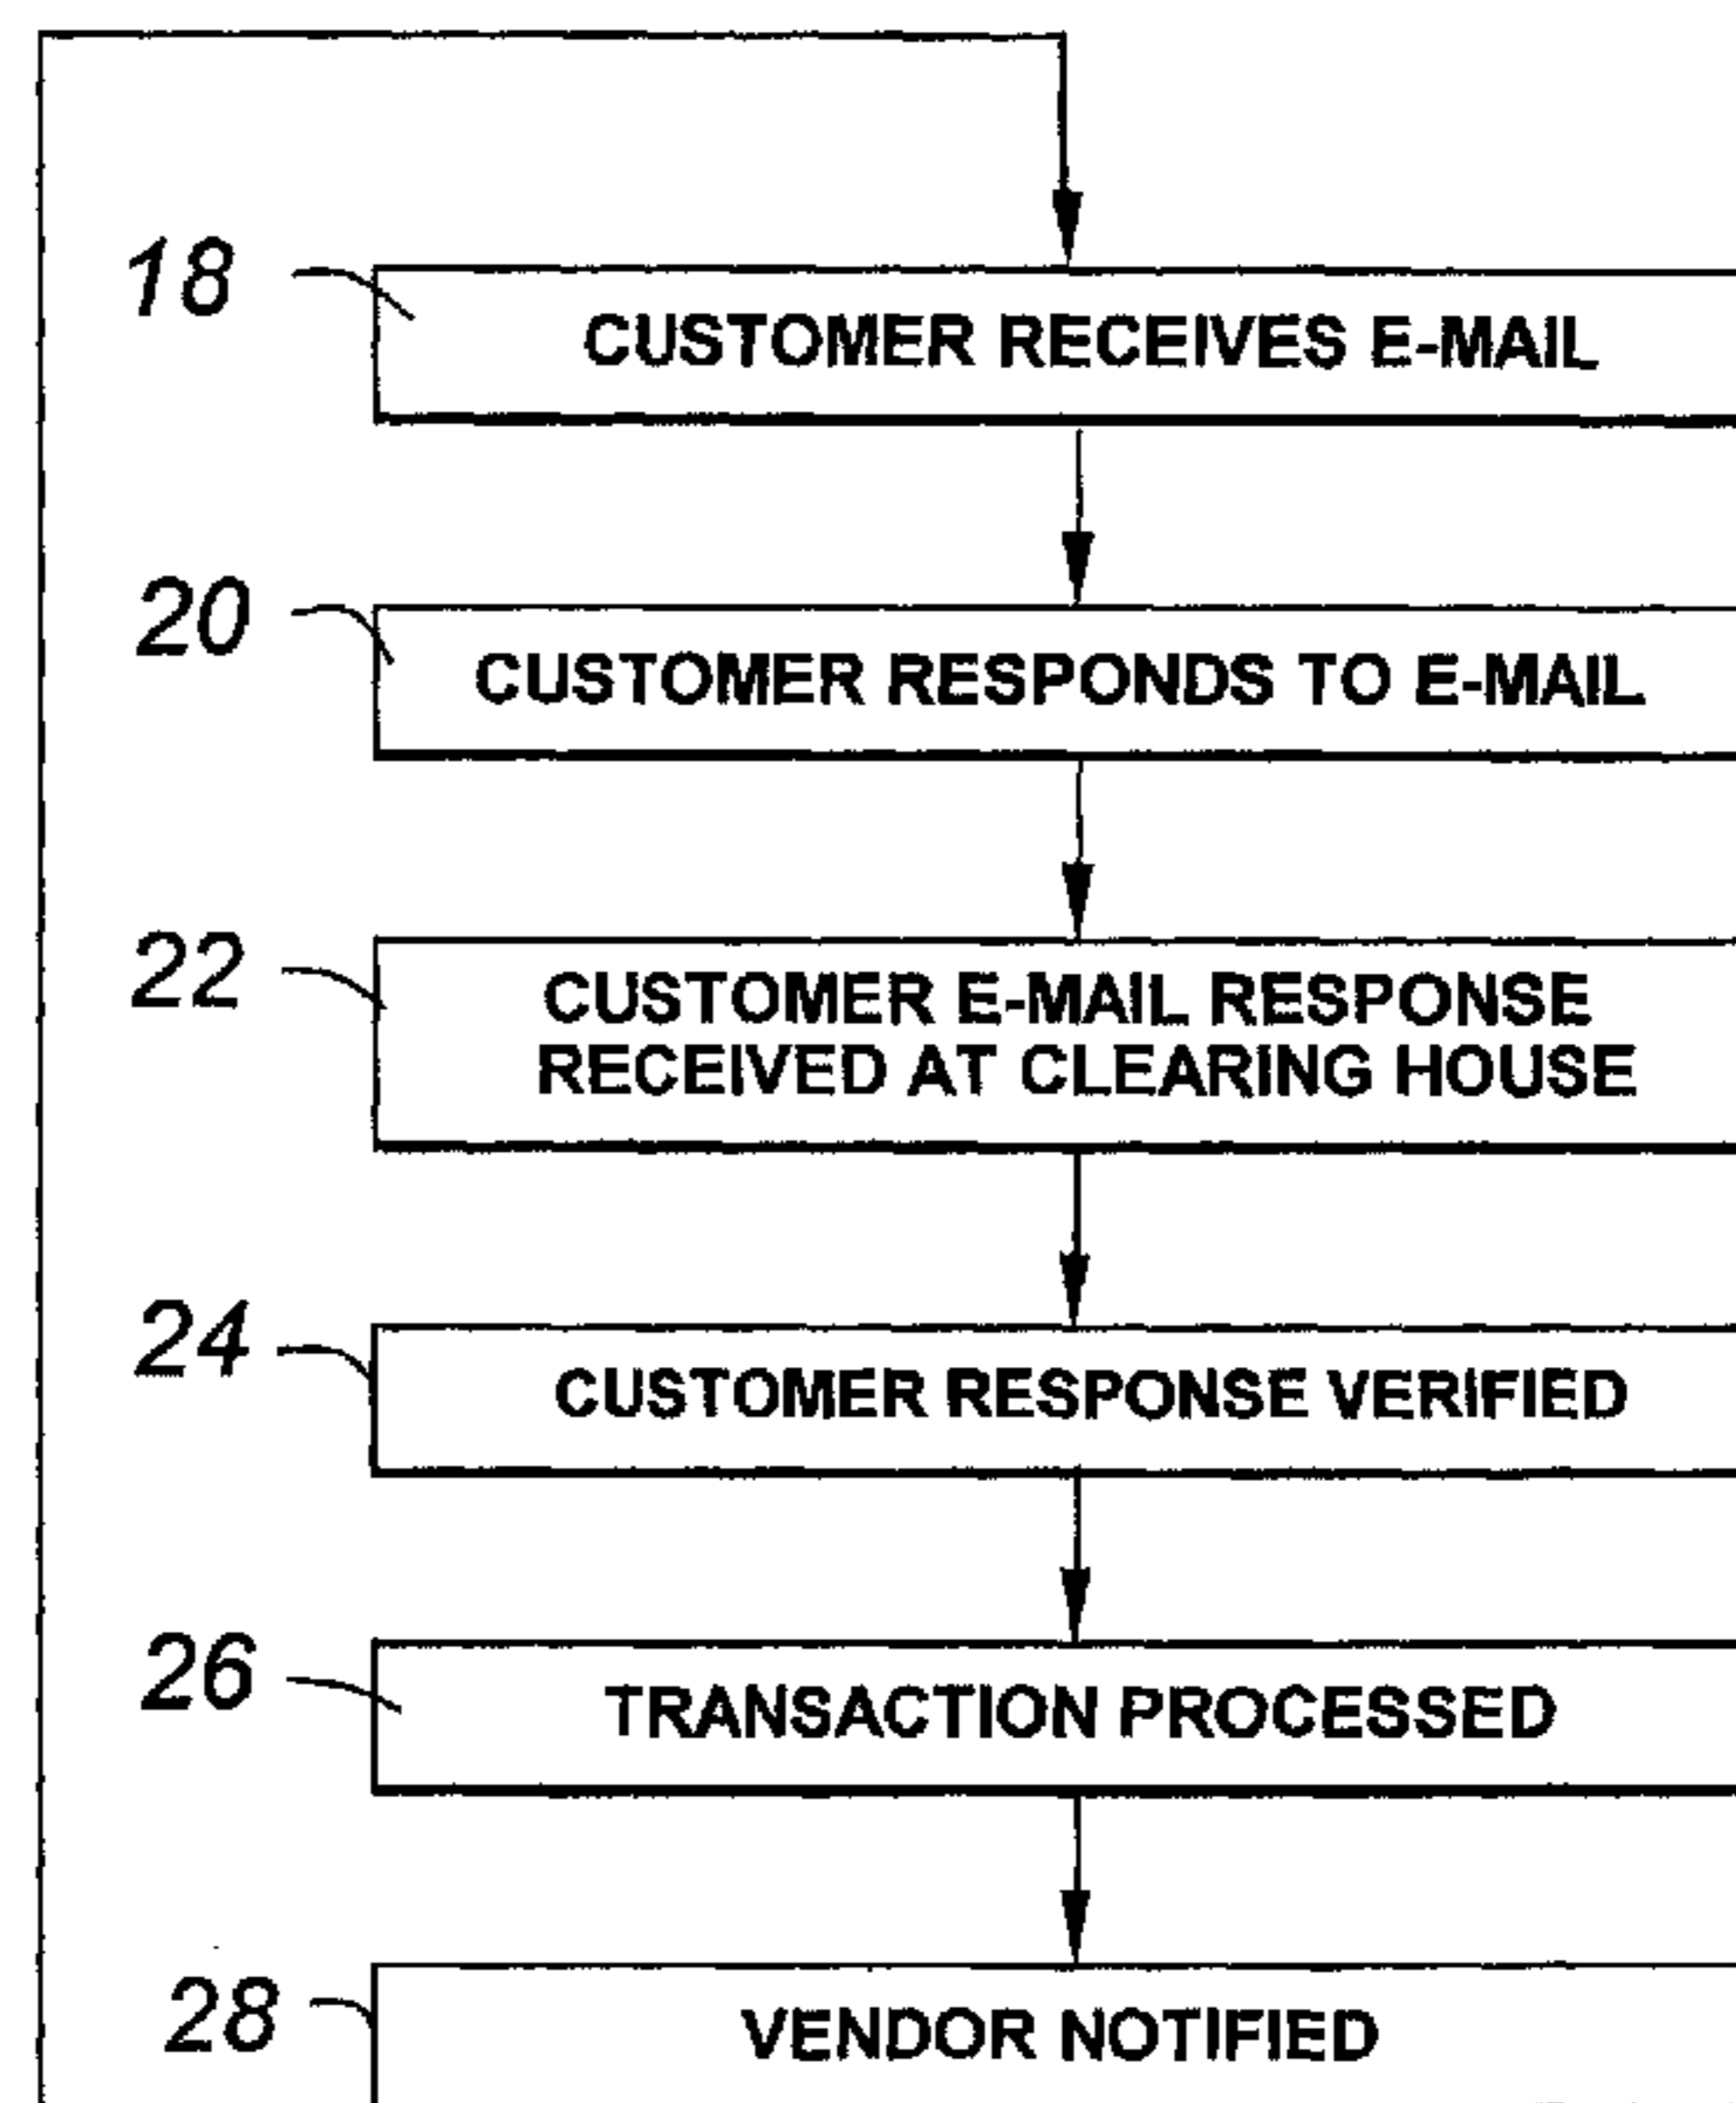 18
CUSTOMER RECEIVES E-MAIL
20
CUSTOMER RESPONDS TO E-MAIL
22
CUSTOMER E-MAIL RESPONSE
RECEIVED AT CLEARING HOUSE
24
CUSTOMER RESPONSE VERIFIED
26
TRANSACTION PROCESSED
28
VENDOR NOTIFIED